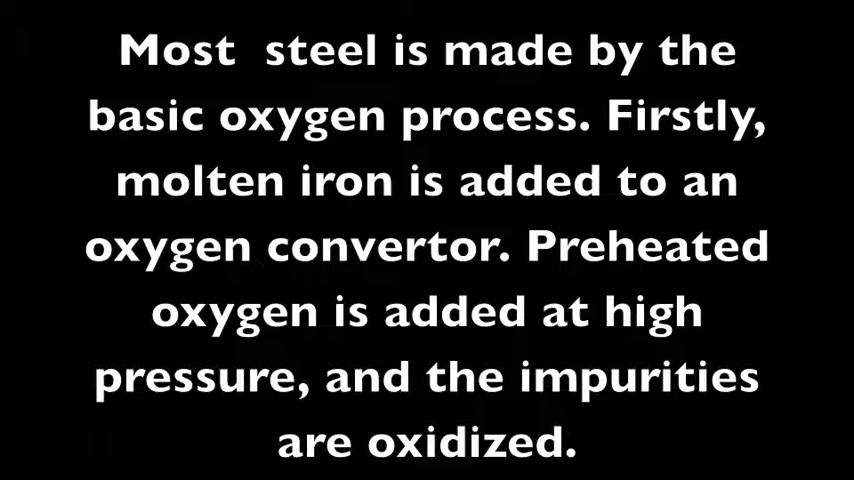 Most  steel is made by the
basic oxygen process. Firstly,
molten iron is added to an
oxygen convertor. Preheated
oxygen is added at high
pressure, and the impurities
are oxidized.